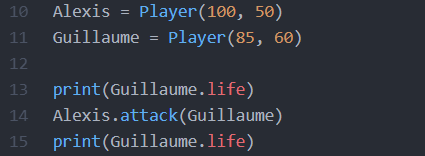 10 Alexis = Player(100, 50)
11 Guillaume = Player(85, 60)
12
13 print(Guillaume.life)
14 Alexis.attack(Guillaume)
15 print(Guillaume.life)